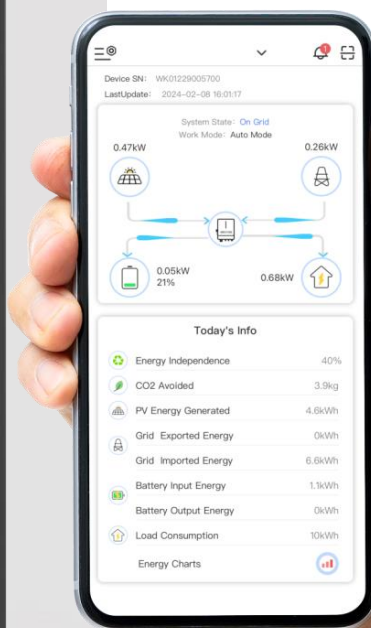 Device SN: WK01229005700
LastUpdate: 2024-02-08 16:01:17
System State: On Grid
Work Mode: Auto Mode
0.47kW 0.26kW
0.05kW
21%
0.68kW
Today's Info
Energy Independence 40%
CO2 Avoided 3.9kg
PV Energy Generated 4.6kWh
Grid Exported Energy 0kWh
Grid Imported Energy 6.6kWh
Battery Input Energy 1.1kWh
Battery Output Energy 0kWh
Load Consumption 10kWh
Energy Charts